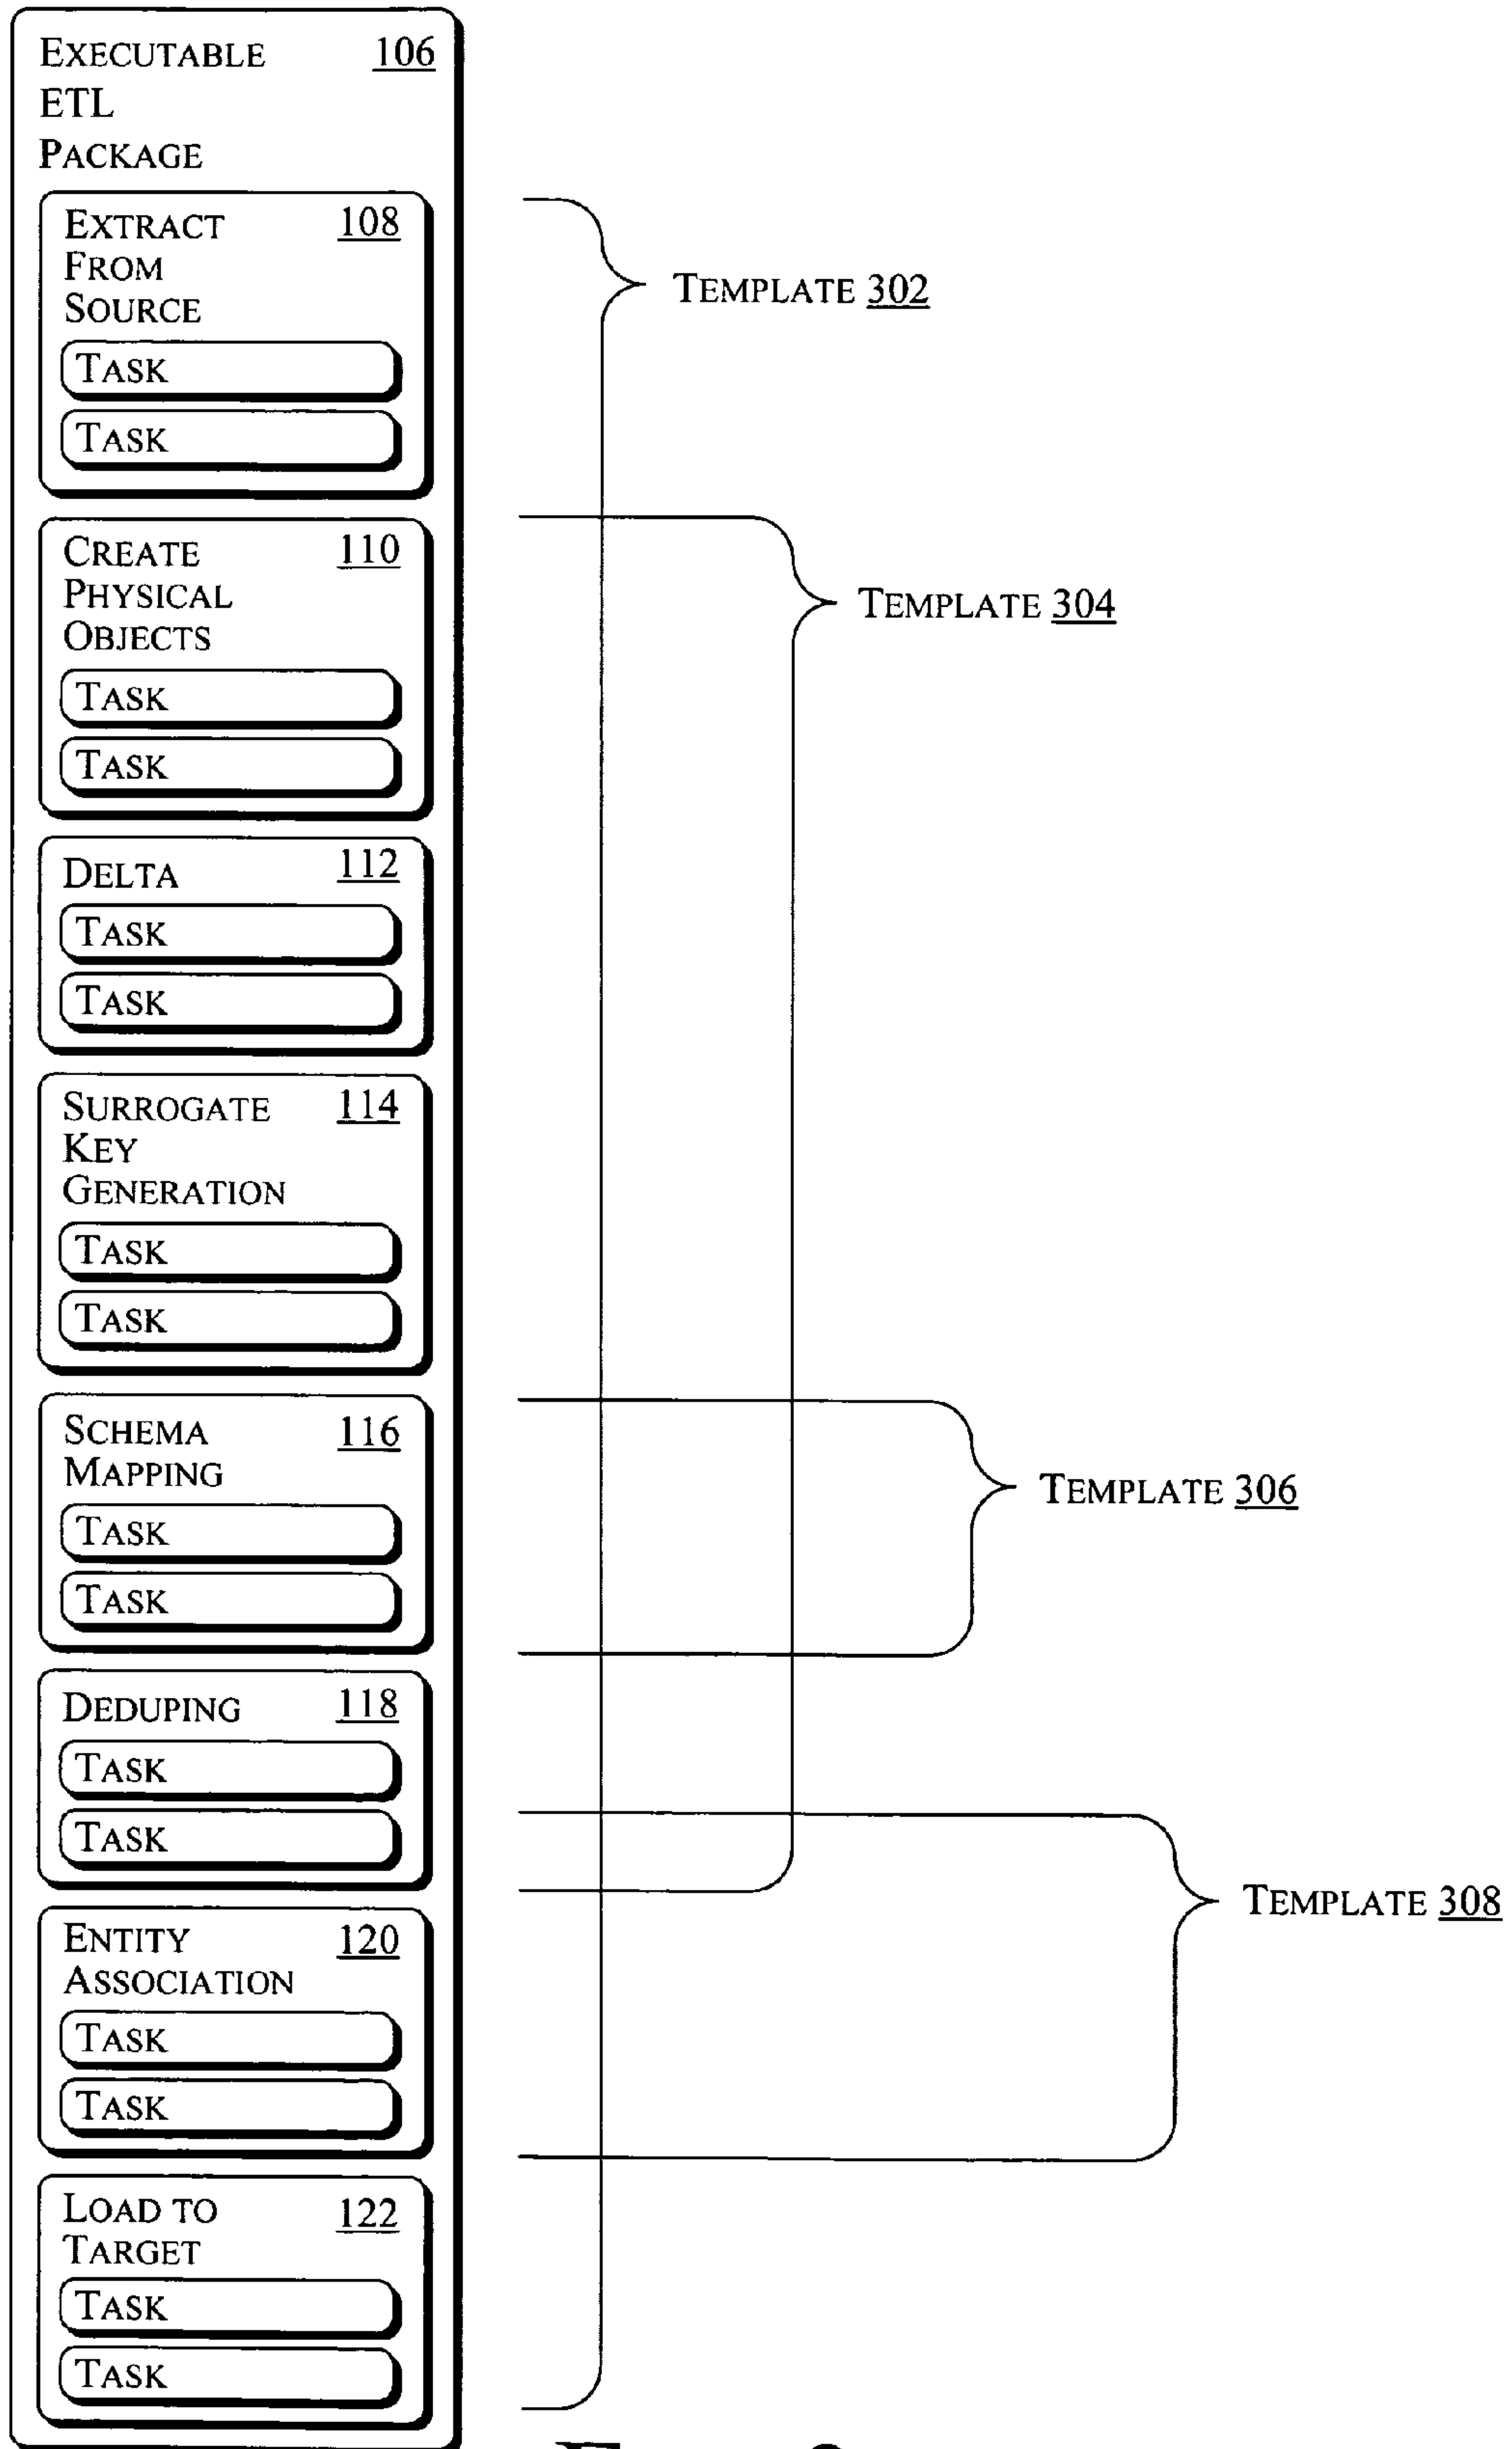 EXECUTABLE 106
ETL
PACKAGE
EXTRACT 108
FROM
SOURCE
TASK
TASK
TEMPLATE 302
CREATE 110
PHYSICAL
OBJECTS
TASK
TASK
TEMPLATE 304
DELTA 112
TASK
TASK
SURROGATE 114
KEY
GENERATION
TASK
TASK
SCHEMA 116
MAPPING
TASK
TASK
TEMPLATE 306
DEDUPING 118
TASK
TASK
TEMPLATE 308
ENTITY 120
ASSOCIATION
TASK
TASK
LOAD TO 122
TARGET
TASK
TASK